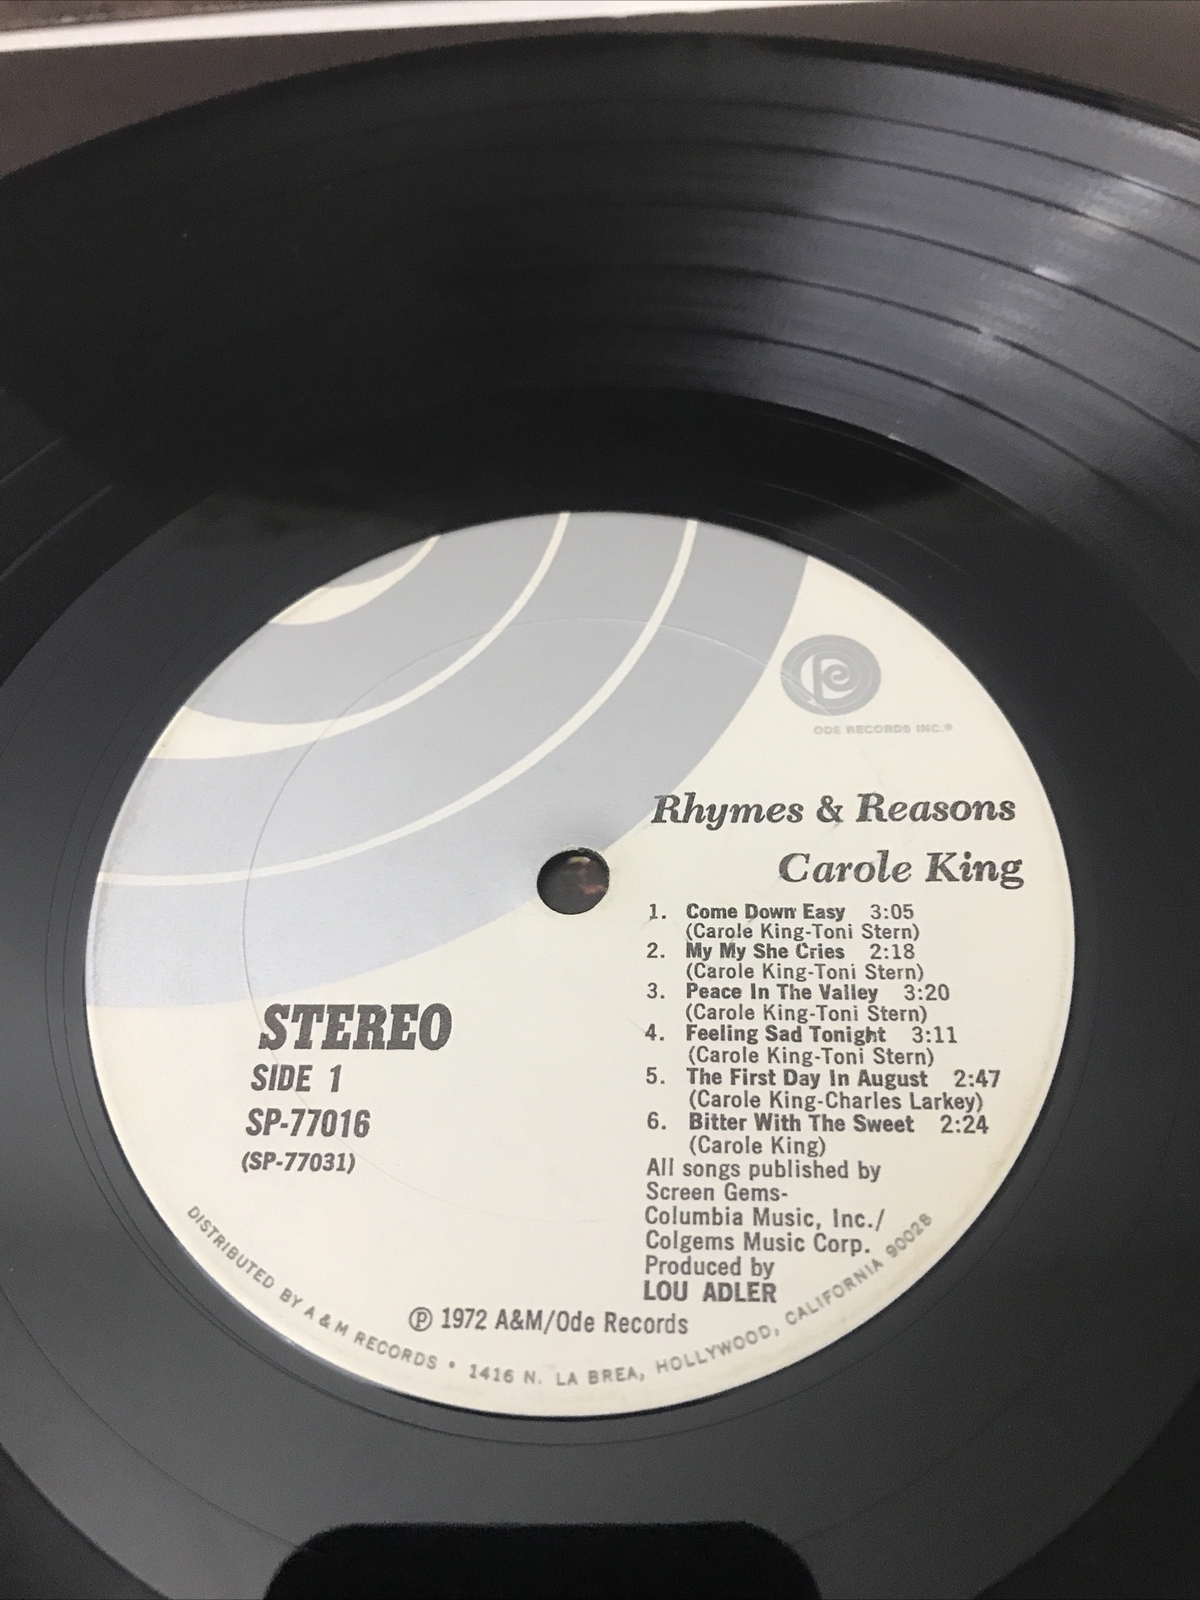 ODE RECORDS INC.®
Rhymes & Reasons
Carole King
1. Come Down Easy 3:05
(Carole King-Toni Stern)
2. My My She Cries 2:18
(Carole King-Toni Stern)
3. Peace In The Valley 3:20
(Carole King-Toni Stern)
4. Feeling Sad Tonight 3:11
(Carole King-Toni Stern)
5. The First Day In August 2:47
(Carole King-Charles Larkey)
6. Bitter With The Sweet 2:24
(Carole King)
All songs published by
Screen Gems-
Columbia Music, Inc./
Colgems Music Corp.
Produced by
LOU ADLER
STEREO
SIDE 1
SP-77016
(SP-77031)
℗ 1972 A&M/Ode Records
DISTRIBUTED BY A & M RECORDS • 1416 N. LA BREA, HOLLYWOOD, CALIFORNIA 90028